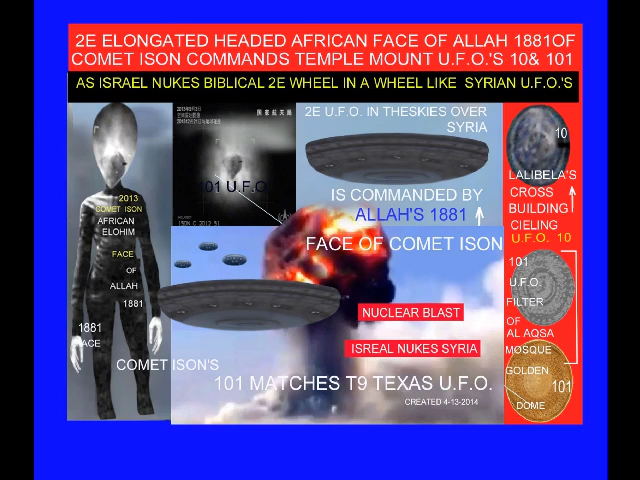 2E ELONGATED HEADED AFRICAN FACE OF ALLAH 1881OF
COMET ISON COMMANDS TEMPLE MOUNT U.F.O.'S 10& 101
AS ISRAEL NUKES BIBLICAL 2E WHEEL IN A WHEEL LIKE SYRIAN U.F.O.'S
2013
COMET ISON
AFRICAN
ELOHIM
FACE
OF
ALLAH
1881
1881
ACE
101 U.F.O
2E U.F.O. IN THESKIES OVER
SYRIA
IS COMMANDED BY
ALLAH'S 1881
FACE OF COMET ISON
NUCLEAR BLAST
ISREAL NUKES SYRIA
COMET ISON'S
101 MATCHES T9 TEXAS U.F.O.
CREATED 4-13-2014
10
LALIBELA'S
CROSS
BUILDING
CIELING
U.F.O. 10
101
U.F.O.
FILTER
OF
AL AQSA
MOSQUE
GOLDEN
101
DOME